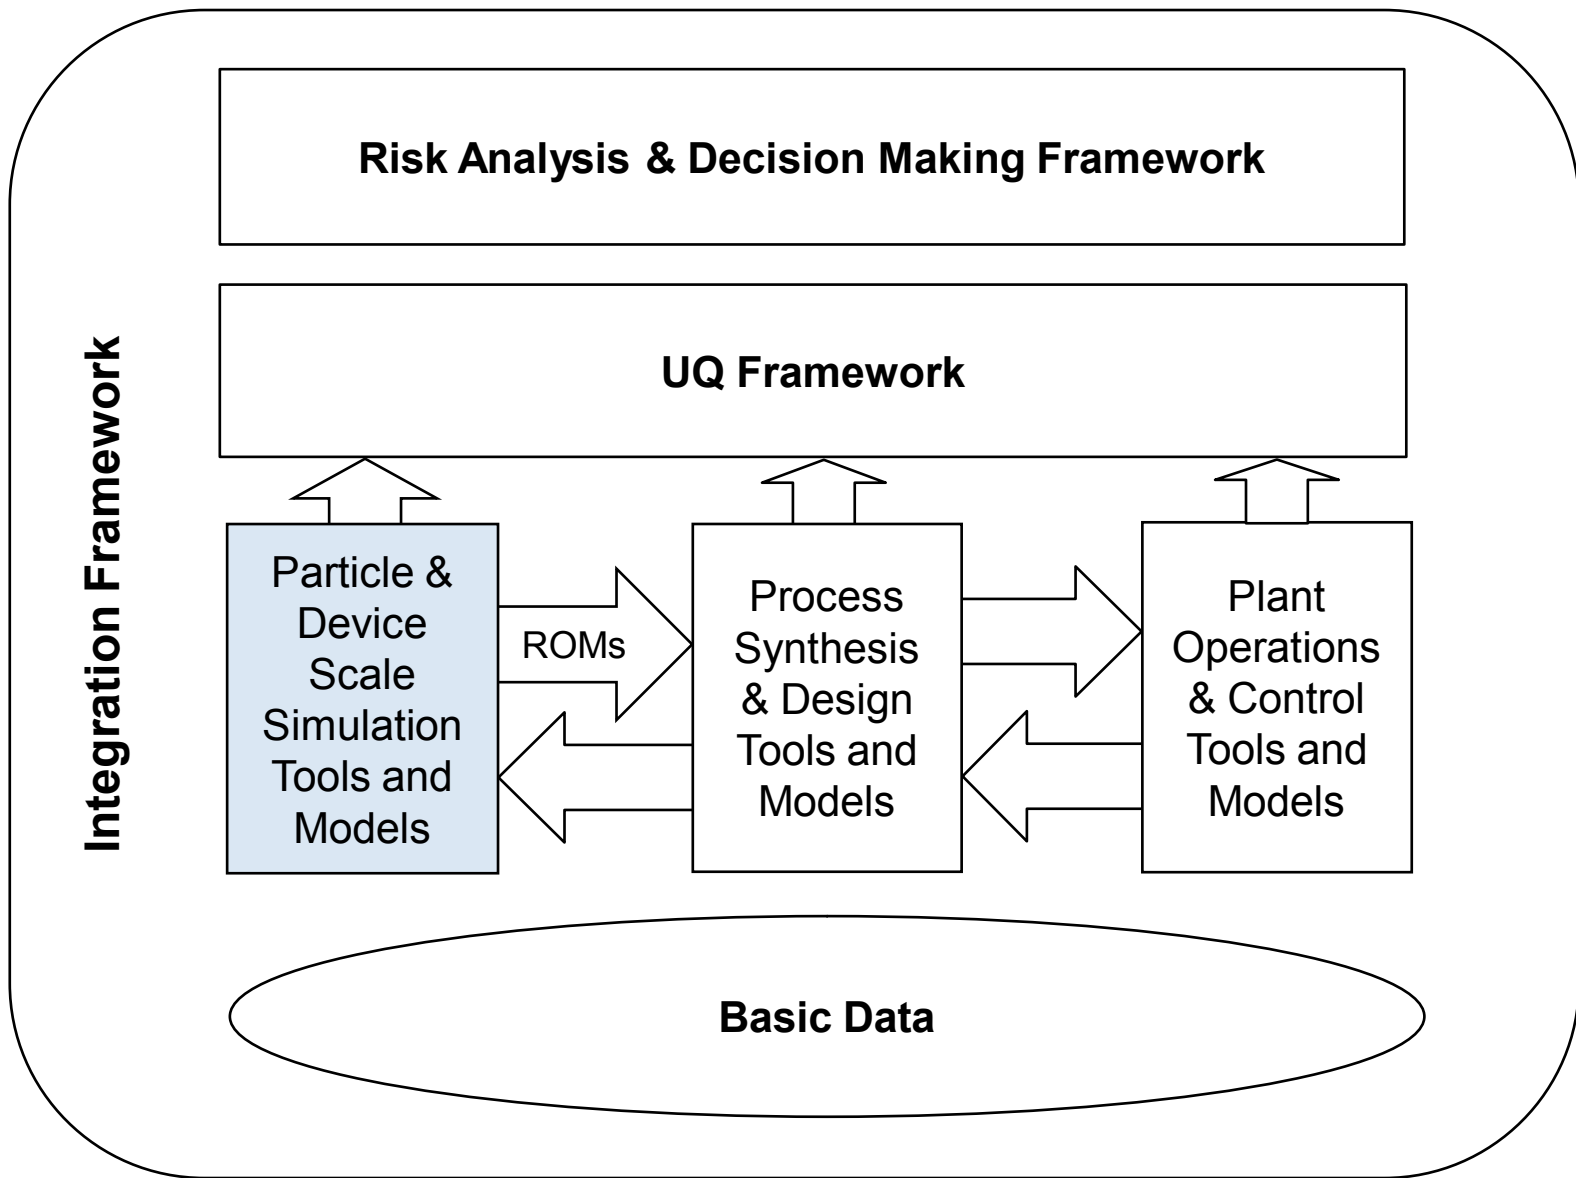 Risk Analysis & Decision Making Framework
UQ Framework
Integration Framework
Particle &
Device
Scale
Simulation
Tools and
Models
ROMs
Process
Synthesis
& Design
Tools and
Models
Plant
Operations
& Control
Tools and
Models
Basic Data